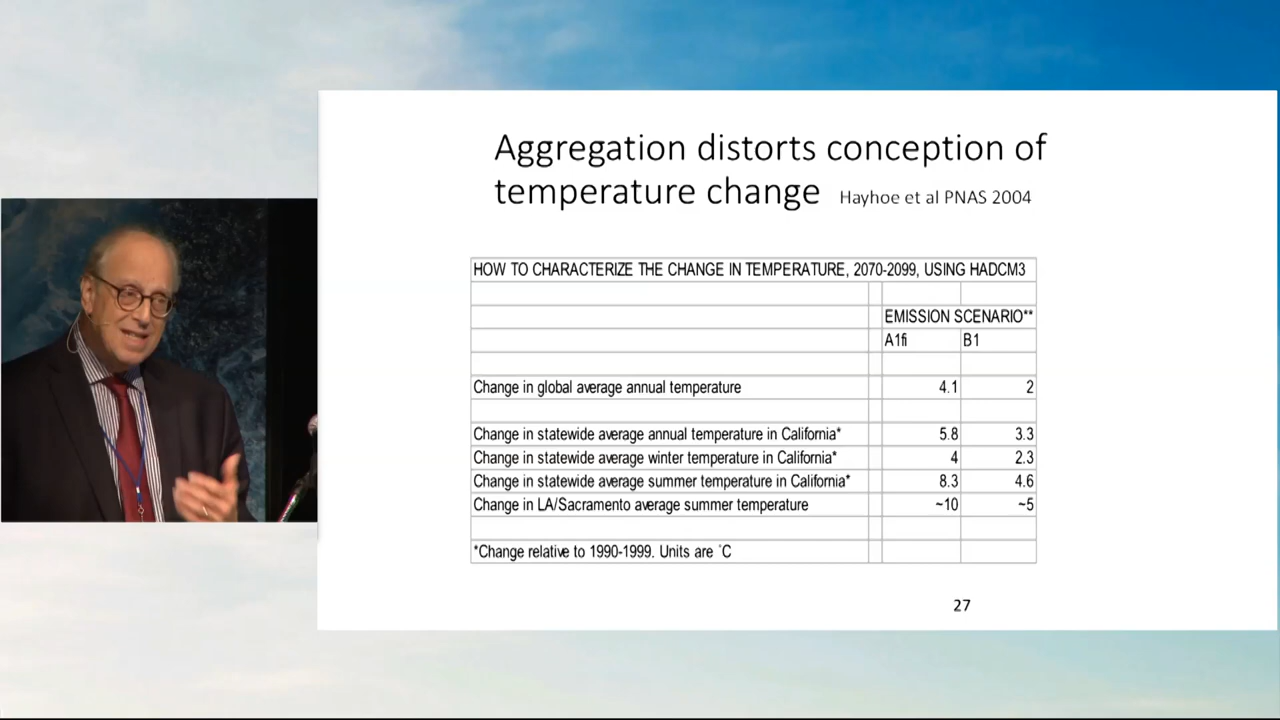 Aggregation distorts conception of
temperature change Hayhoe et al PNAS 2004
HOW TO CHARACTERIZE THE CHANGE IN TEMPERATURE, 2070-2099, USING HADCM3
EMISSION SCENARIO**
A1fi B1
Change in global average annual temperature 4.1 2
Change in statewide average annual temperature in California* 5.8 3.3
Change in statewide average winter temperature in California* 4 2.3
Change in statewide average summer temperature in California* 8.3 4.6
Change in LA/Sacramento average summer temperature ~10 ~5
*Change relative to 1990-1999. Units are ˚C
27